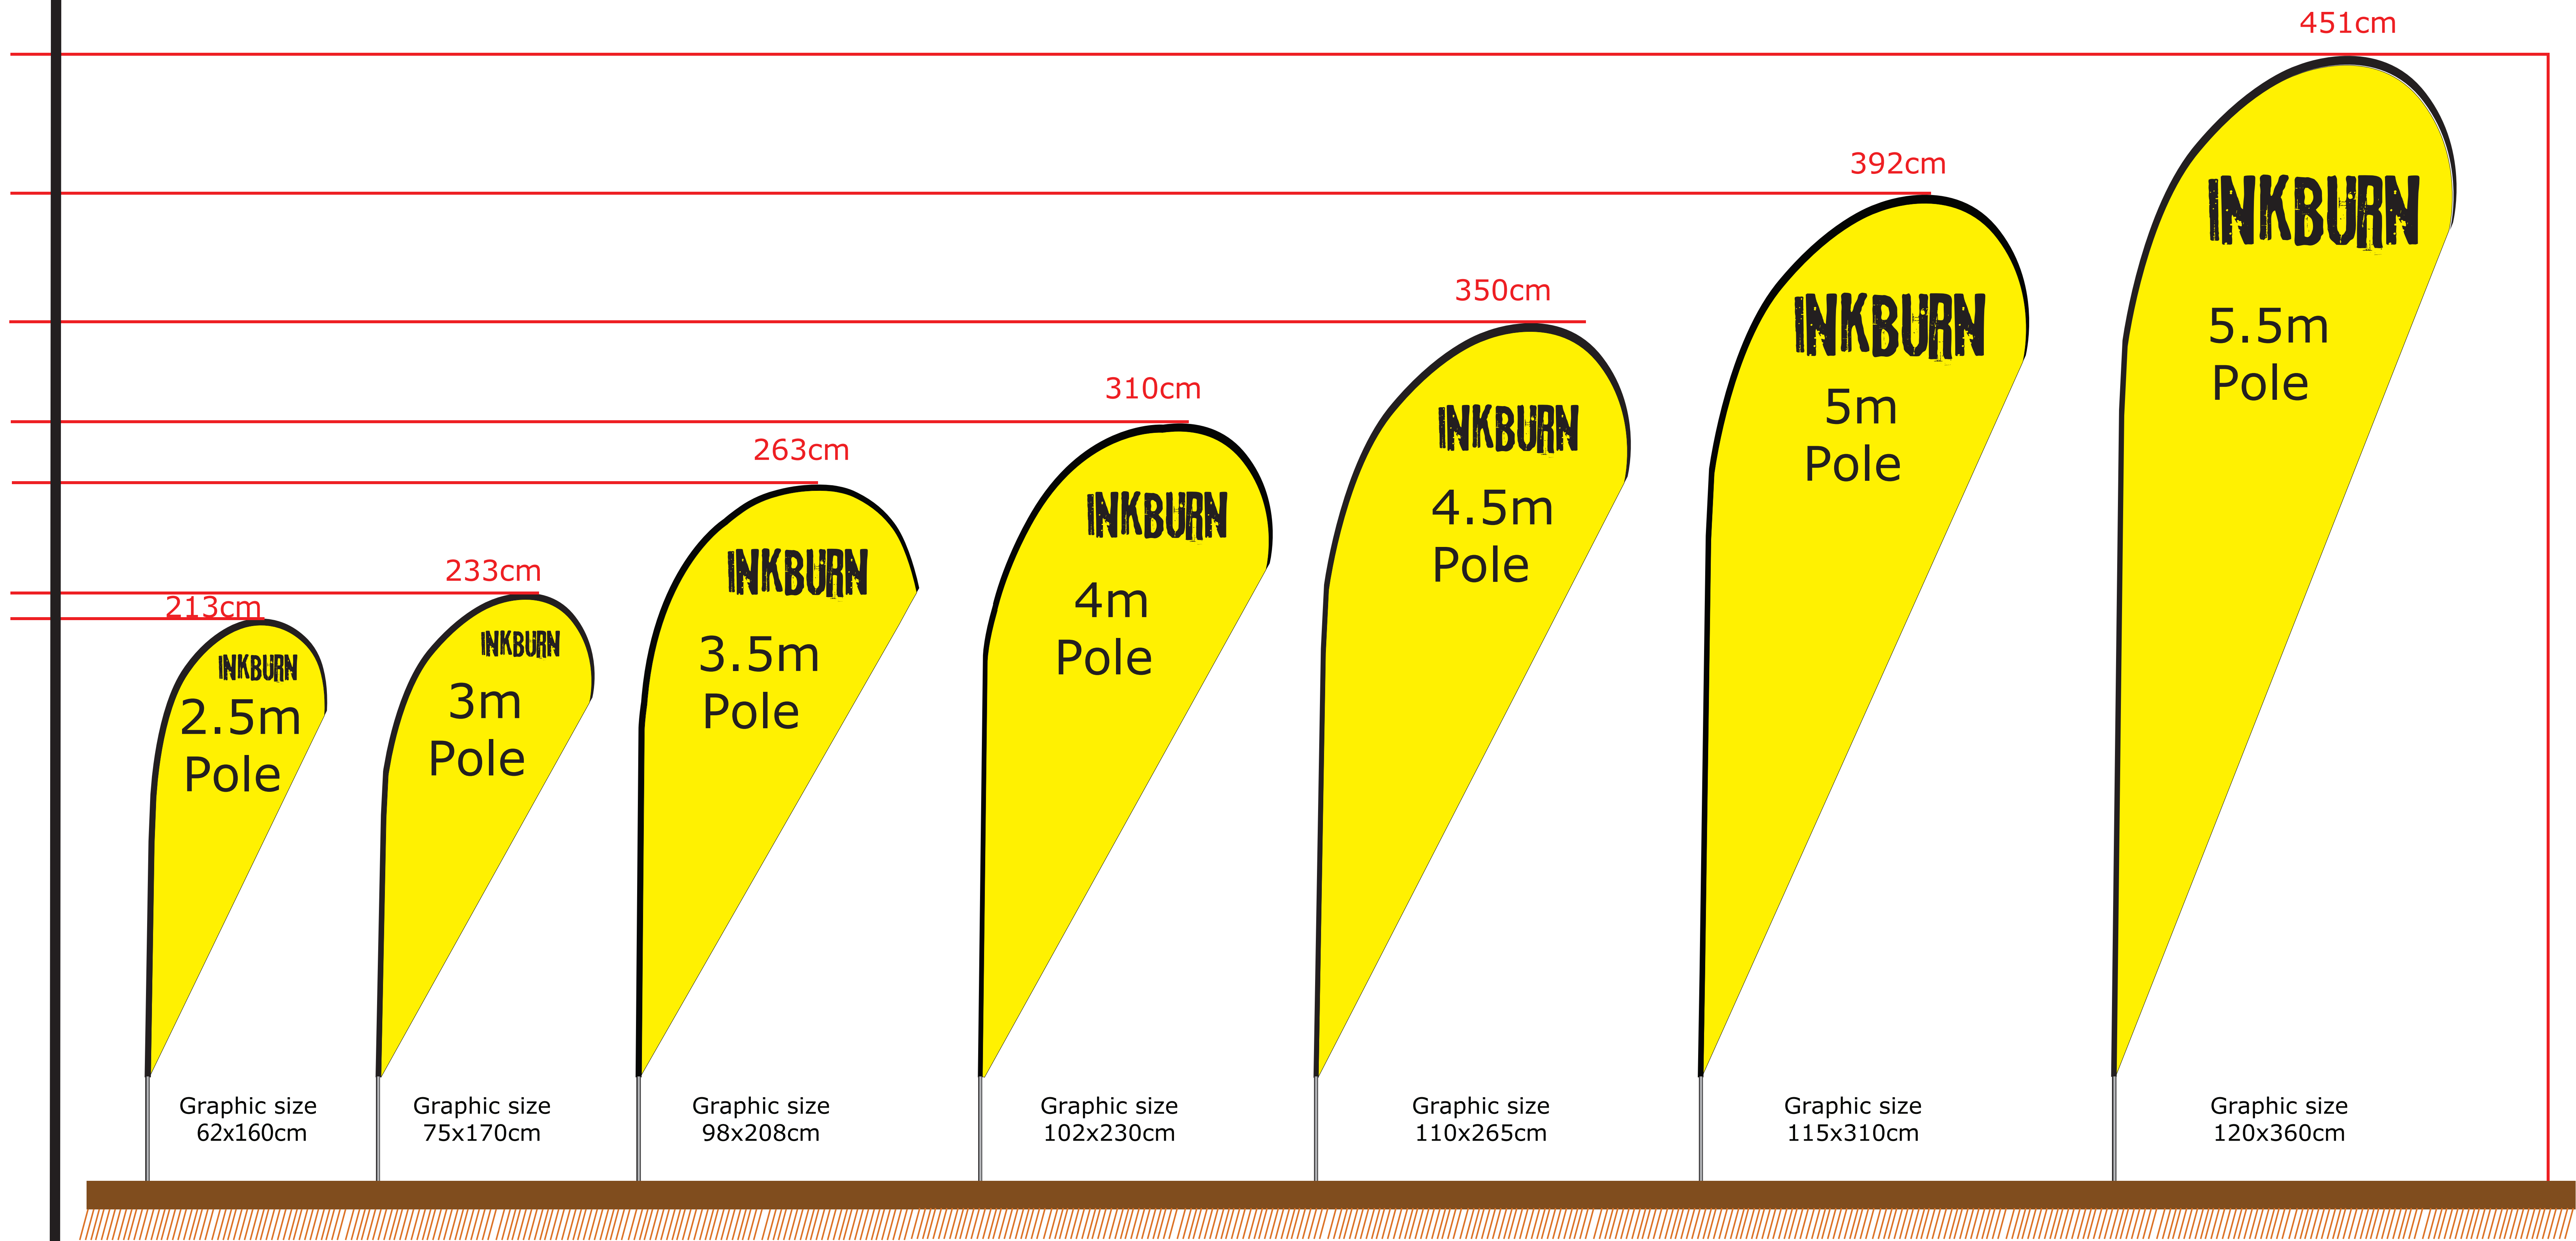 451cm
392cm
350cm
310cm
263cm
233cm
213cm
INKBURN
2.5m
Pole
INKBURN
3m
Pole
INKBURN
3.5m
Pole
INKBURN
4m
Pole
INKBURN
4.5m
Pole
INKBURN
5m
Pole
INKBURN
5.5m
Pole
Graphic size
62x160cm
Graphic size
75x170cm
Graphic size
98x208cm
Graphic size
102x230cm
Graphic size
110x265cm
Graphic size
115x310cm
Graphic size
120x360cm